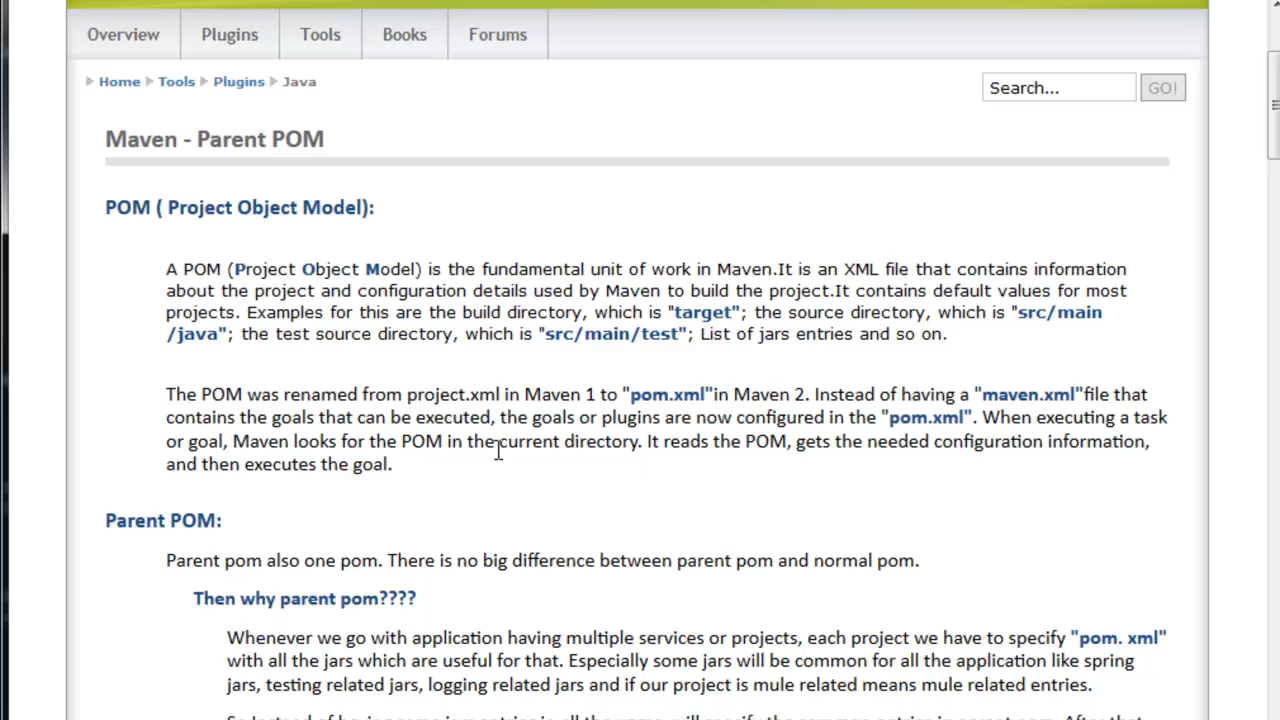 Overview Plugins Tools Books Forums
Home Tools Plugins Java
Search... GO!
Maven - Parent POM
POM ( Project Object Model):
A POM (Project Object Model) is the fundamental unit of work in Maven.It is an XML file that contains information
about the project and configuration details used by Maven to build the project.It contains default values for most
projects. Examples for this are the build directory, which is "target"; the source directory, which is "src/main
/java"; the test source directory, which is "src/main/test"; List of jars entries and so on.
The POM was renamed from project.xml in Maven 1 to "pom.xml"in Maven 2. Instead of having a "maven.xml"file that
contains the goals that can be executed, the goals or plugins are now configured in the "pom.xml". When executing a task
or goal, Maven looks for the POM in the current directory. It reads the POM, gets the needed configuration information,
and then executes the goal.
Parent POM:
Parent pom also one pom. There is no big difference between parent pom and normal pom.
Then why parent pom????
Whenever we go with application having multiple services or projects, each project we have to specify "pom. xml"
with all the jars which are useful for that. Especially some jars will be common for all the application like spring
jars, testing related jars, logging related jars and if our project is mule related means mule related entries.